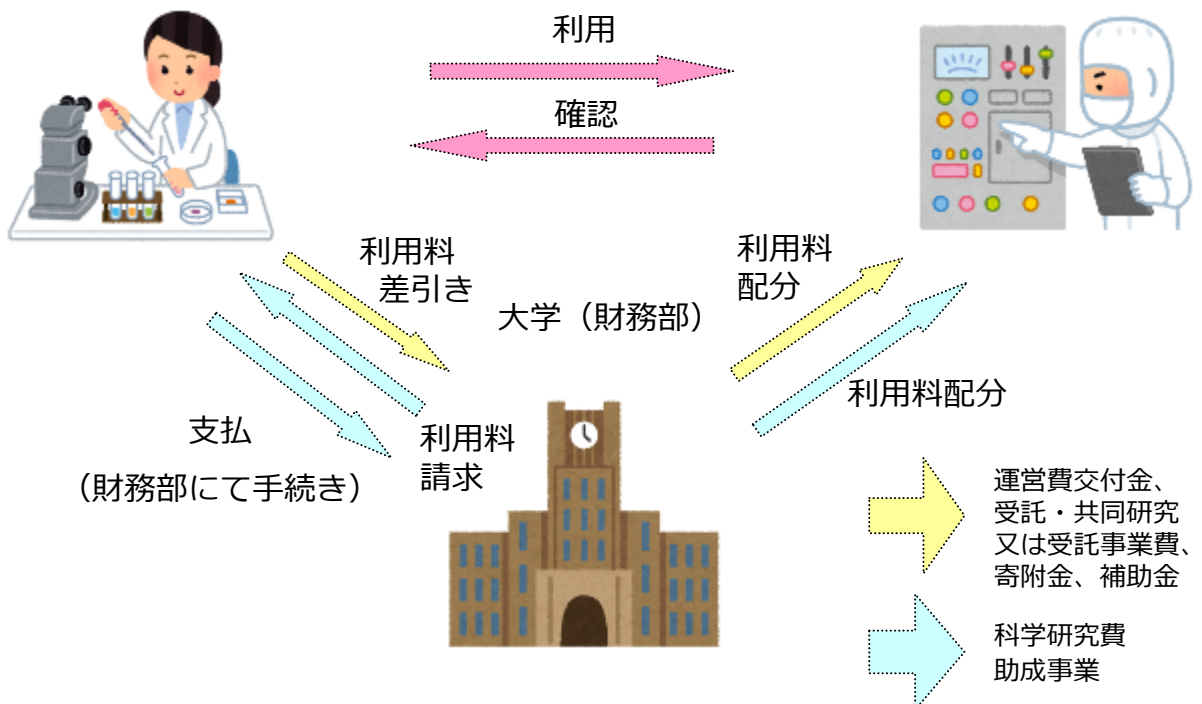 利用
確認
利用料
差引き
利用料
配分
大学（財務部）
利用料配分
支払
（財務部にて手続き）
利用料
請求
運営費交付金、
受託・共同研究
又は受託事業費、
寄附金、補助金
科学研究費
助成事業